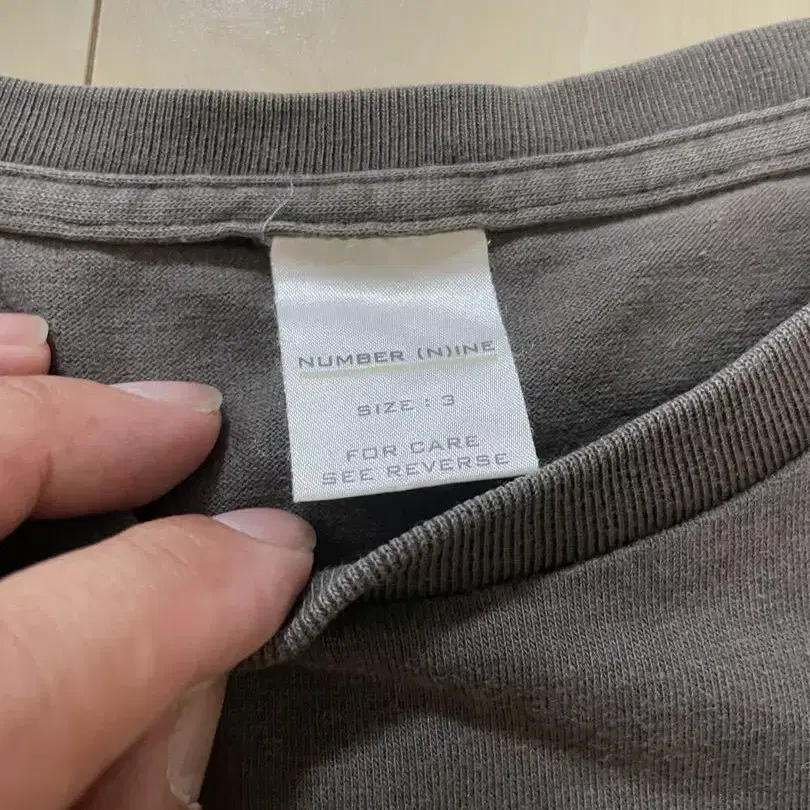 NUMBER (N)INE
SIZE : 3
FOR CARE
SEE REVERSE